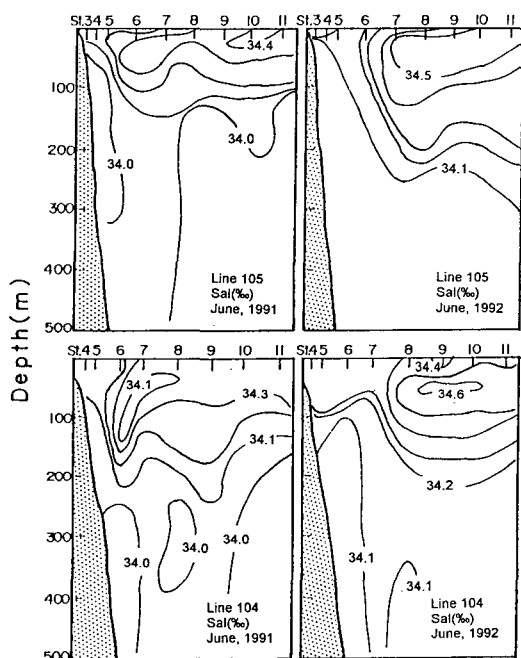 St. 3 4 5 6 7 8 9 10 11
34.4
100
34.0
200
34.0
300
400
Line 105
Sal(‰)
June, 1991
500
St. 3 4 5 6 7 8 9 10 11
34.5
34.1
Line 105
Sal(‰)
June, 1992
Depth(m)
St. 4 5 6 7 8 9 10 11
34.1
34.3
100
34.1
200
34.0
34.0
34.0
300
400
Line 104
Sal(‰)
June, 1991
500
St. 4 5 6 7 8 9 10 11
34.4
34.6
34.2
34.1
34.1
Line 104
Sal(‰)
June, 1992